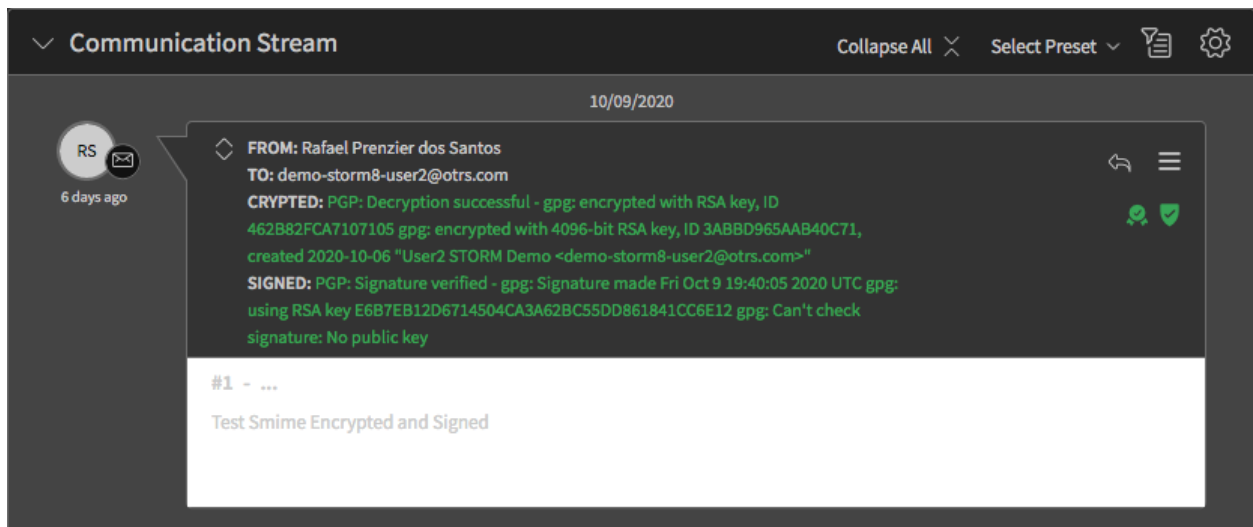 Communication Stream
Collapse All
Select Preset
10/09/2020
RS
6 days ago
FROM: Rafael Prenzier dos Santos
TO: demo-storm8-user2@otrs.com
CRYPTED: PGP: Decryption successful - gpg: encrypted with RSA key, ID
462B82FCA7107105 gpg: encrypted with 4096-bit RSA key, ID 3ABBD965AAB40C71,
created 2020-10-06 "User2 STORM Demo <demo-storm8-user2@otrs.com>"
SIGNED: PGP: Signature verified - gpg: Signature made Fri Oct 9 19:40:05 2020 UTC gpg:
using RSA key E6B7EB12D6714504CA3A62BC55DD861841CC6E12 gpg: Can't check
signature: No public key
#1 - ...
Test Smime Encrypted and Signed